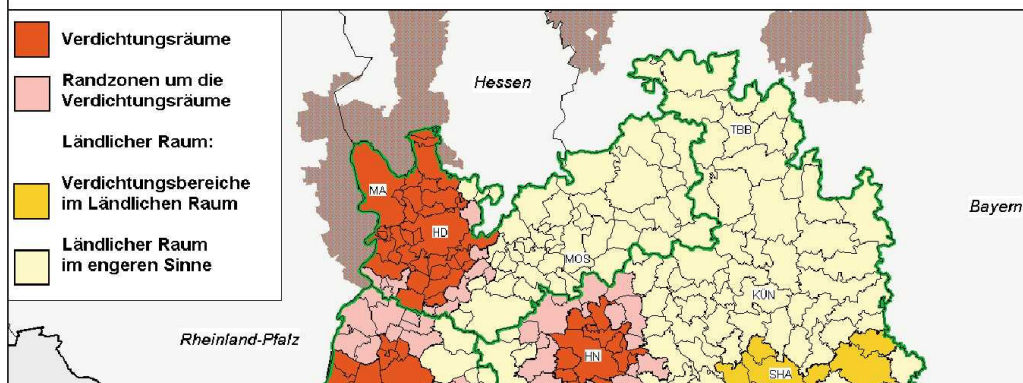 Verdichtungsräume
Randzonen um die
Verdichtungsräume
Ländlicher Raum:
Verdichtungsbereiche
im Ländlichen Raum
Ländlicher Raum
im engeren Sinne
Hessen
TBB
MA
Bayern
HD
MOS
KÜN
Rheinland-Pfalz
HN
SHA